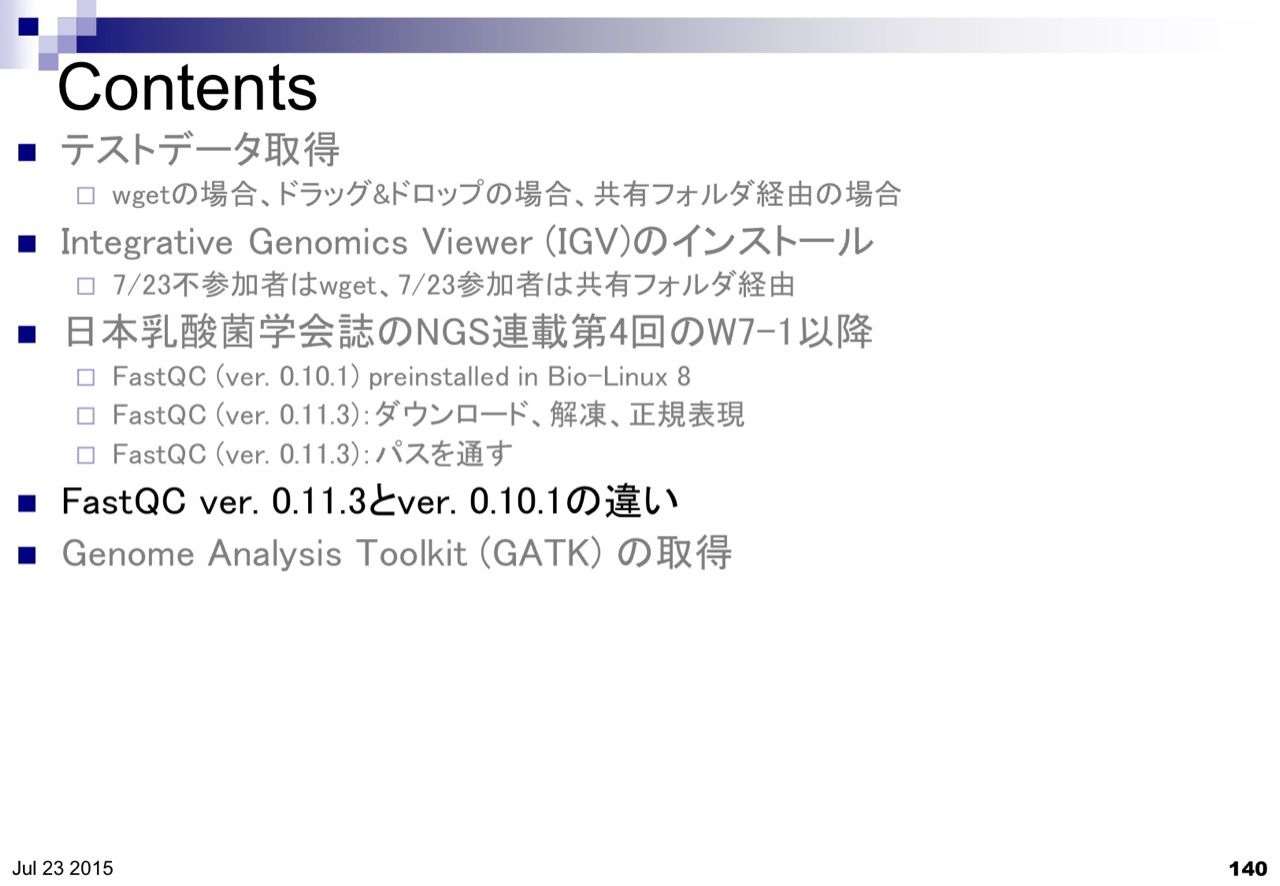 Contents
テストデータ取得
wgetの場合、ドラッグ&ドロップの場合、共有フォルダ経由の場合
Integrative Genomics Viewer (IGV)のインストール
7/23不参加者はwget、7/23参加者は共有フォルダ経由
日本乳酸菌学会誌のNGS連載第4回のW7-1以降
FastQC (ver. 0.10.1) preinstalled in Bio-Linux 8
FastQC (ver. 0.11.3):ダウンロード、解凍、正規表現
FastQC (ver. 0.11.3):パスを通す
FastQC ver. 0.11.3とver. 0.10.1の違い
Genome Analysis Toolkit (GATK) の取得
Jul 23 2015
140